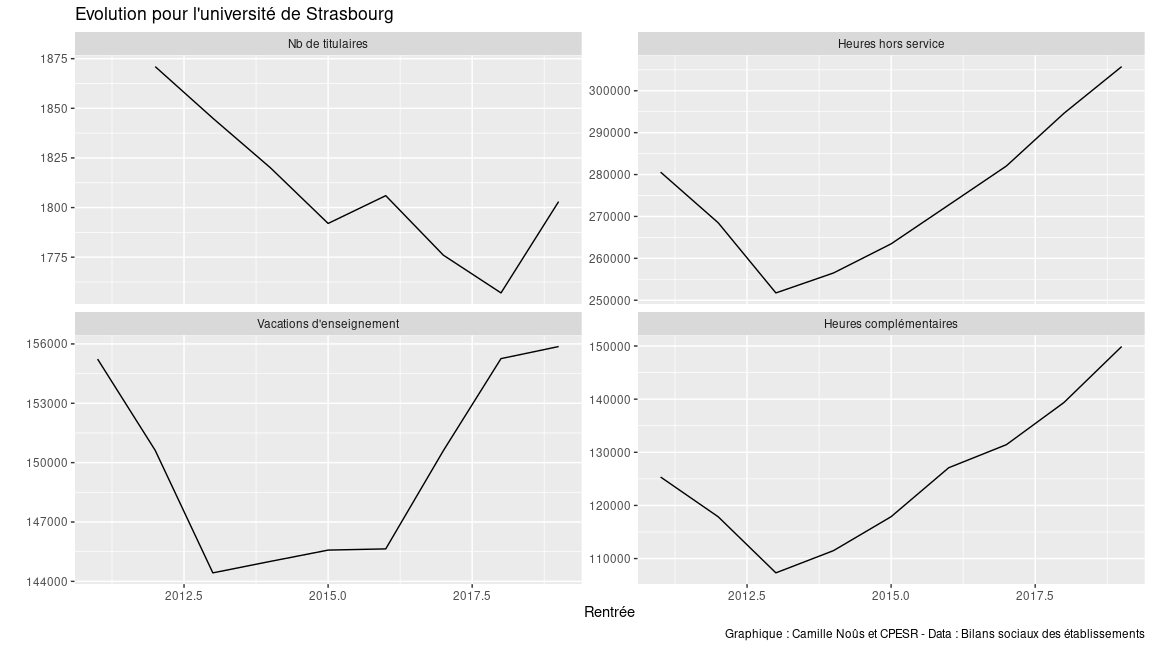 Evolution pour l'université de Strasbourg
Nb de titulaires
1875
1850
1825
1800
1775
Heures hors service
300000
290000
280000
270000
260000
250000
Vacations d'enseignement
156000
153000
150000
147000
144000
2012.5 2015.0 2017.5
Heures complémentaires
150000
140000
130000
120000
110000
2012.5 2015.0 2017.5
Rentrée
Graphique : Camille Noûs et CPESR - Data : Bilans sociaux des établissements